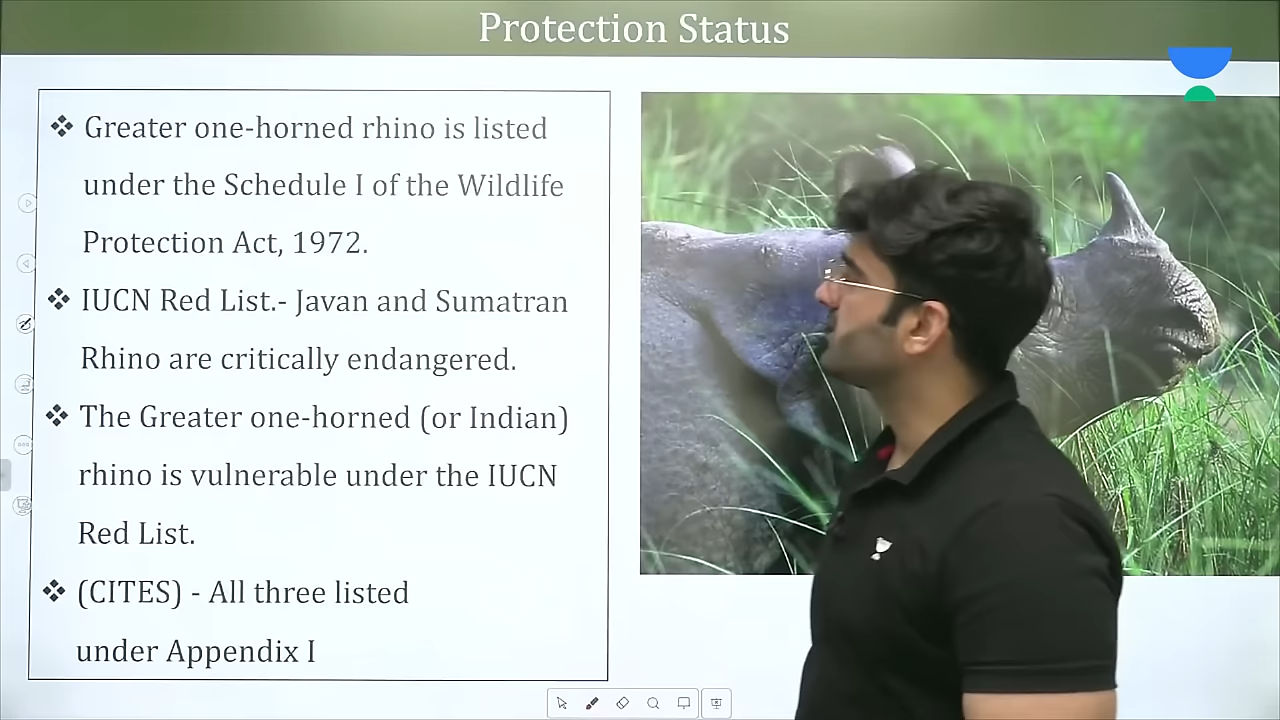 Protection Status
❖ Greater one-horned rhino is listed
under the Schedule I of the Wildlife
Protection Act, 1972.
❖ IUCN Red List.- Javan and Sumatran
Rhino are critically endangered.
❖ The Greater one-horned (or Indian)
rhino is vulnerable under the IUCN
Red List.
❖ (CITES) - All three listed
under Appendix I